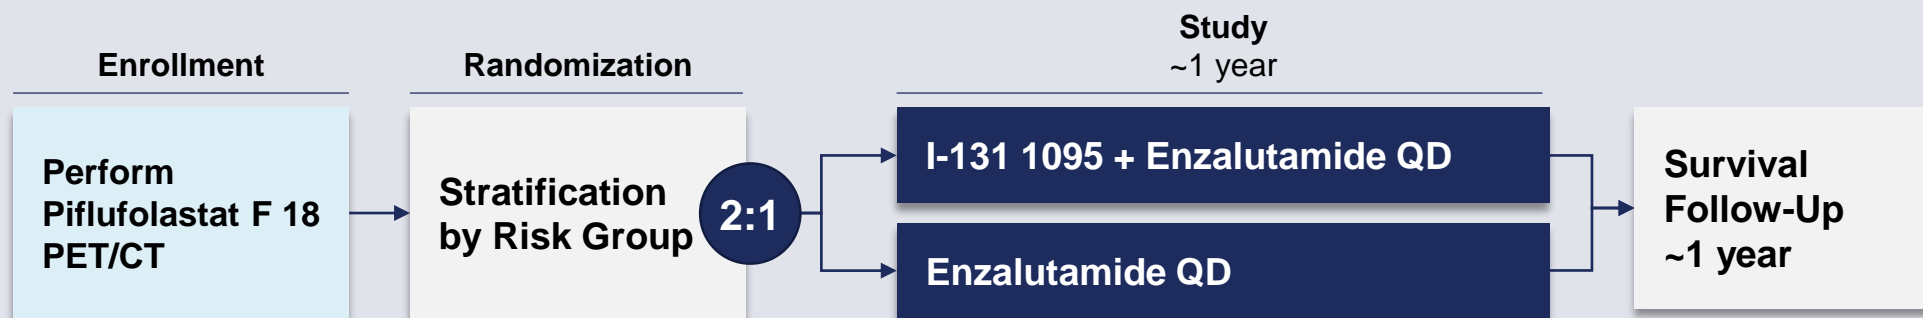 Enrollment
Perform
Piflufolastat F 18
PET/CT
Randomization
Stratification
by Risk Group
2:1
Study
~1 year
I-131 1095 + Enzalutamide QD
Enzalutamide QD
Survival
Follow-Up
~1 year